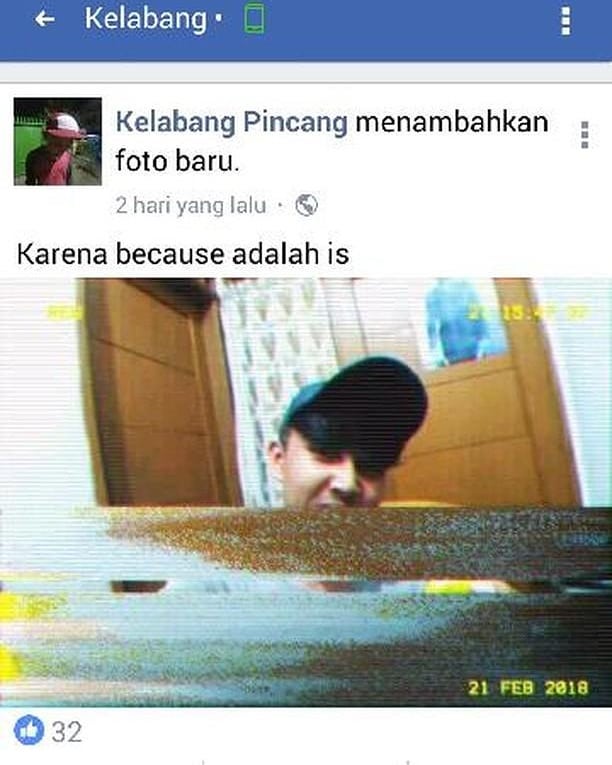 Kelabang •
Kelabang Pincang menambahkan
foto baru.
2 hari yang lalu ·
Karena because adalah is
21 FEB 2018
32